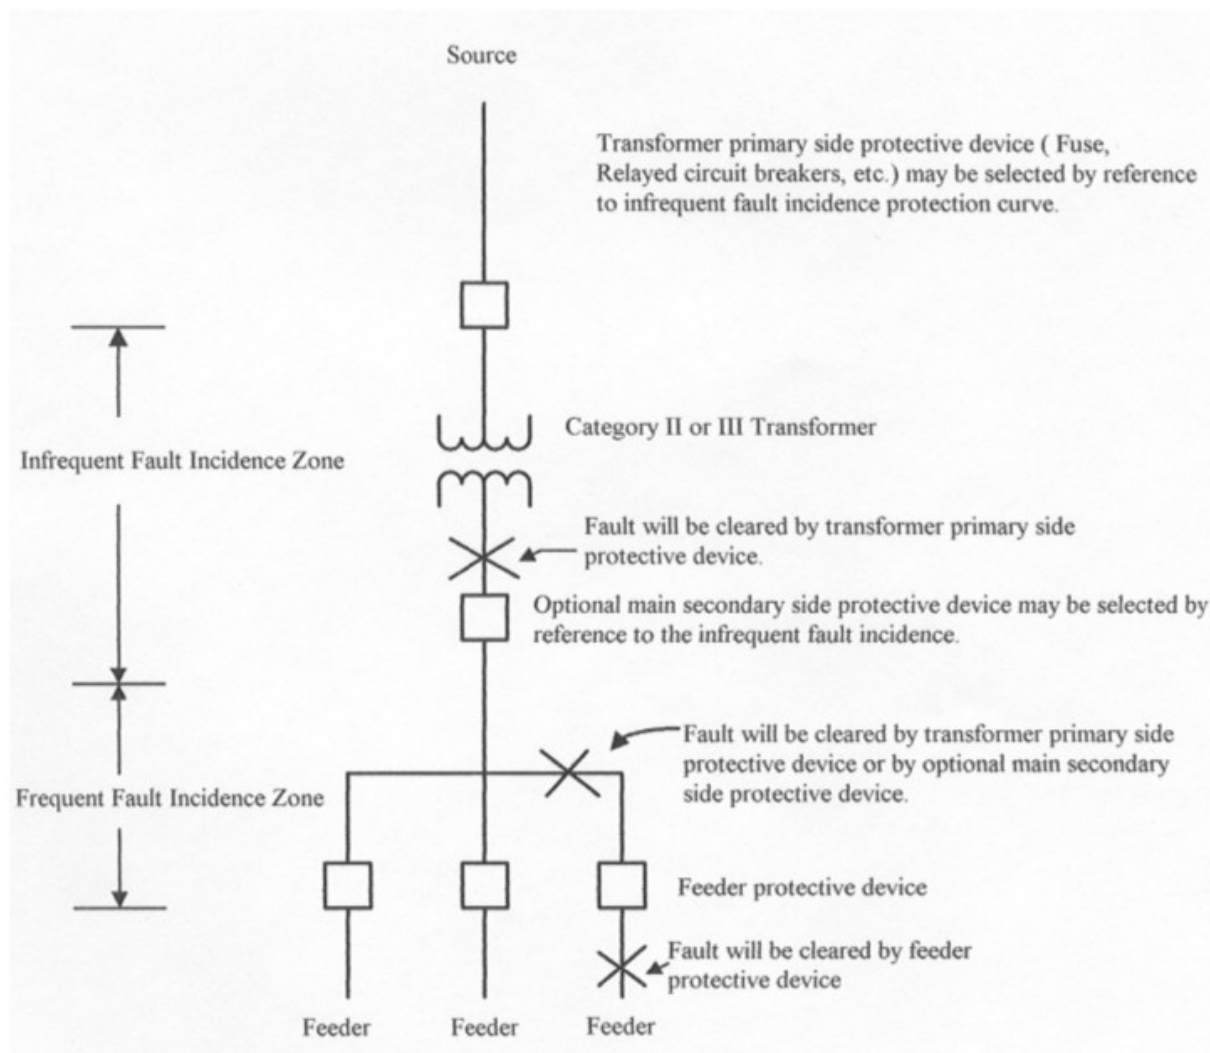 Source
Transformer primary side protective device ( Fuse,
Relayed circuit breakers, etc.) may be selected by reference
to infrequent fault incidence protection curve.
Category II or III Transformer
Infrequent Fault Incidence Zone
Fault will be cleared by transformer primary side
protective device.
Optional main secondary side protective device may be selected by
reference to the infrequent fault incidence.
Fault will be cleared by transformer primary side
protective device or by optional main secondary
side protective device.
Frequent Fault Incidence Zone
Feeder protective device
Fault will be cleared by feeder
protective device
Feeder Feeder Feeder